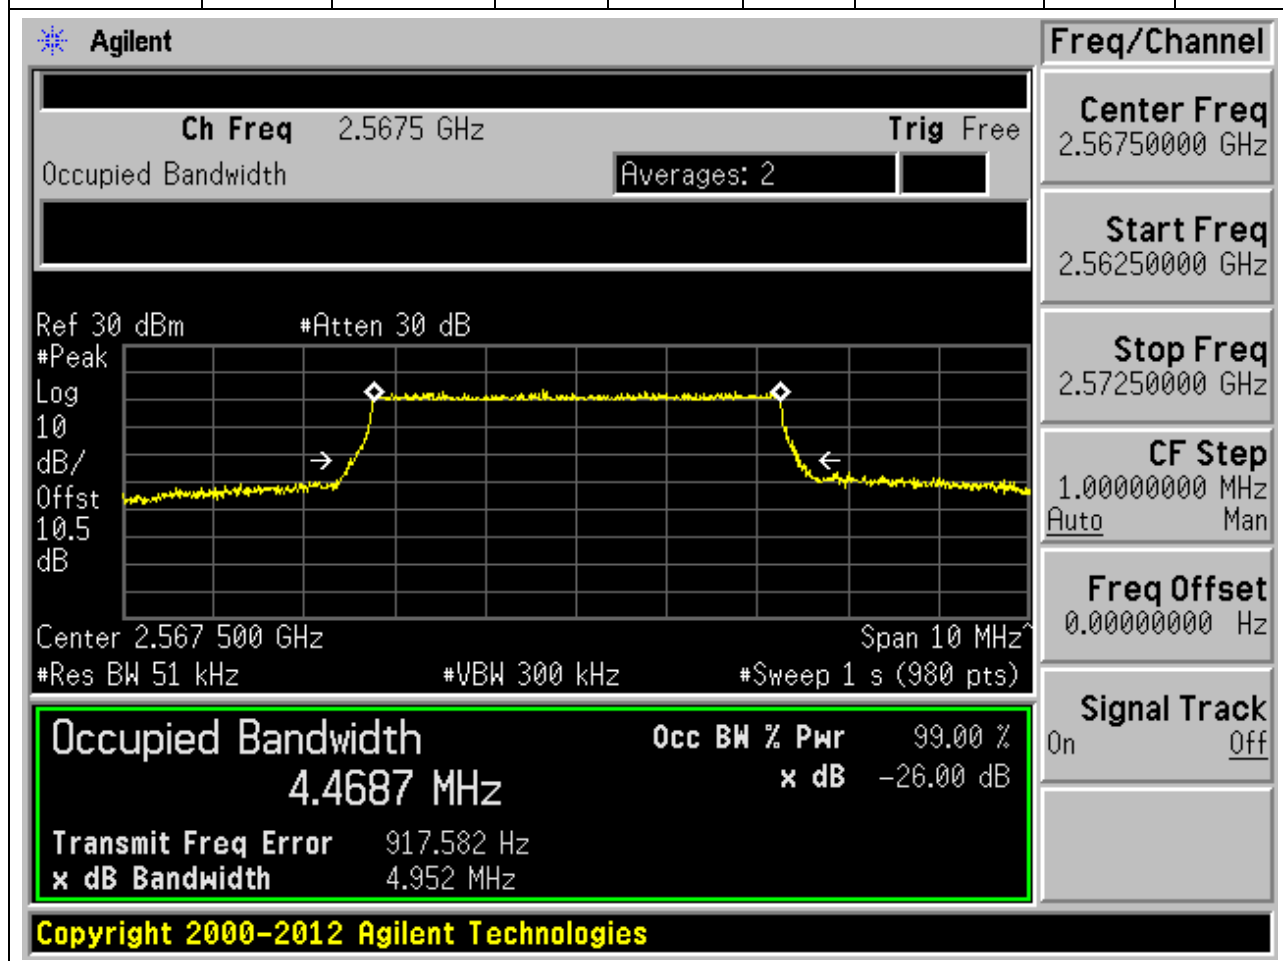 Agilent
Freq/Channel
Ch Freq 2.5675 GHz Trig Free
Occupied Bandwidth Averages: 2
Center Freq
2.56750000 GHz
Start Freq
2.56250000 GHz
Stop Freq
2.57250000 GHz
CF Step
1.00000000 MHz
Auto Man
Freq Offset
0.00000000 Hz
Signal Track
On Off
Ref 30 dBm #Atten 30 dB
#Peak
Log
10
dB/
Offst
10.5
dB
Center 2.567 500 GHz Span 10 MHz^
#Res BW 51 kHz #VBW 300 kHz #Sweep 1 s (980 pts)
Occupied Bandwidth Occ BW % Pwr 99.00 %
4.4687 MHz x dB -26.00 dB
Transmit Freq Error 917.582 Hz
x dB Bandwidth 4.952 MHz
Copyright 2000-2012 Agilent Technologies